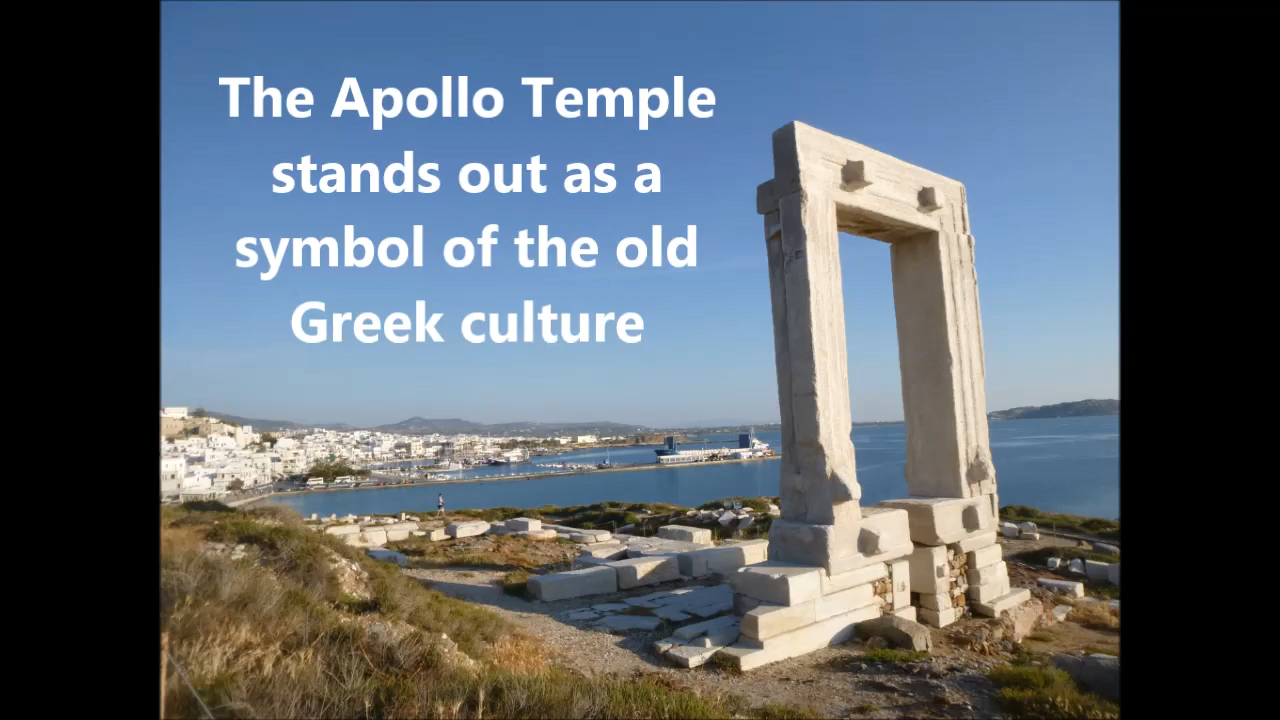 The Apollo Temple
stands out as a
symbol of the old
Greek culture